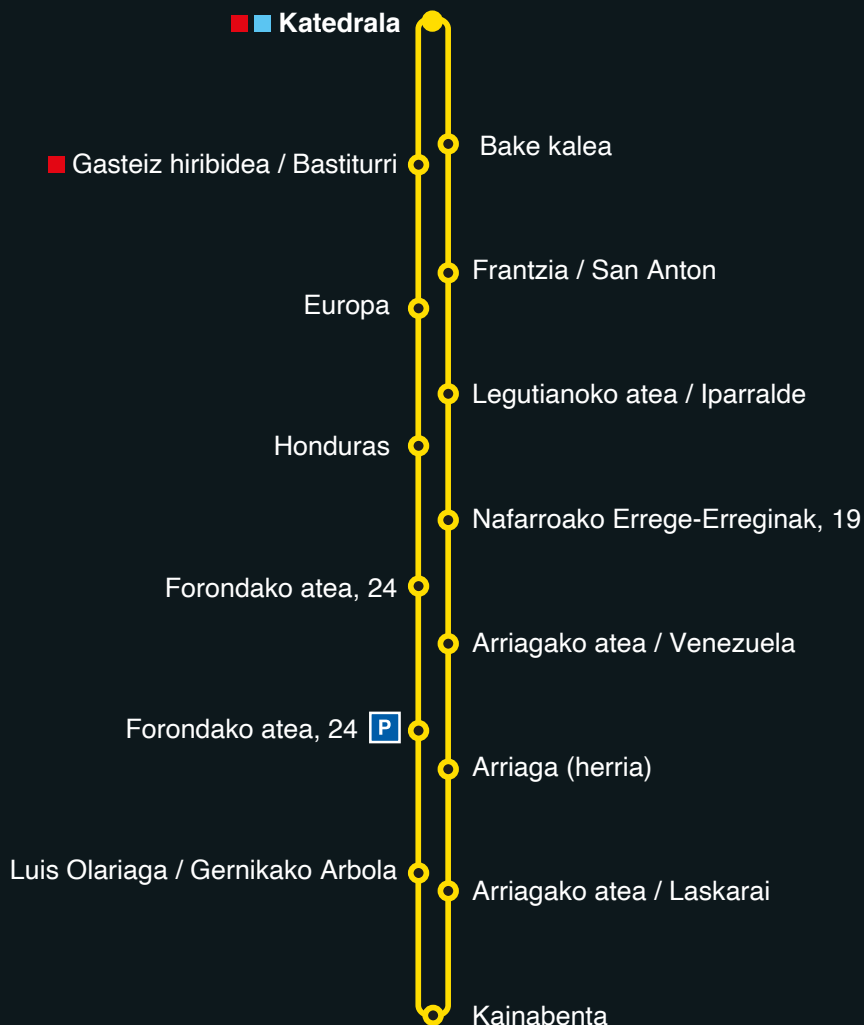 Katedrala
Bake kalea
Gasteiz hiribidea / Bastiturri
Frantzia / San Anton
Europa
Legutianoko atea / Iparralde
Honduras
Nafarroako Errege-Erreginak, 19
Forondako atea, 24
Arriagako atea / Venezuela
Forondako atea, 24 P
Arriaga (herria)
Luis Olariaga / Gernikako Arbola
Arriagako atea / Laskarai
Kainabenta